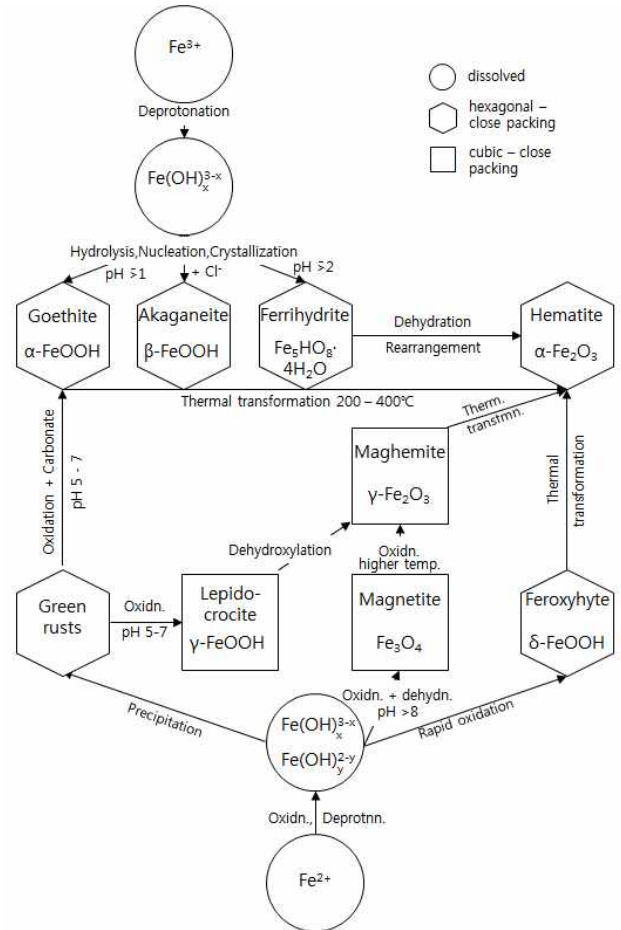 Fe3+
dissolved
Deprotonation
hexagonal –
close packing
cubic – close
packing
Fe(OH)x3-x
Hydrolysis,Nucleation,Crystallization
pH ⩾1
+ Cl-
pH ⩾2
Goethite
α-FeOOH
Akaganeite
β-FeOOH
Ferrihydrite
Fe5HO8·
4H2O
Dehydration
Rearrangement
Hematite
α-Fe2O3
Thermal transformation 200 – 400℃
Therm.
transtmn.
Oxidation + Carbonate
pH 5 - 7
Maghemite
γ-Fe2O3
Thermal
transformation
Dehydroxylation
Oxidn.
higher temp.
Green
rusts
Oxidn.
pH 5-7
Lepido-
crocite
γ-FeOOH
Magnetite
Fe3O4
Feroxyhyte
δ-FeOOH
Precipitation
Fe(OH)x3-x
Fe(OH)y2-y
Oxidn. + dehydn.
pH >8
Rapid oxidation
Oxidn., Deprotnn.
Fe2+